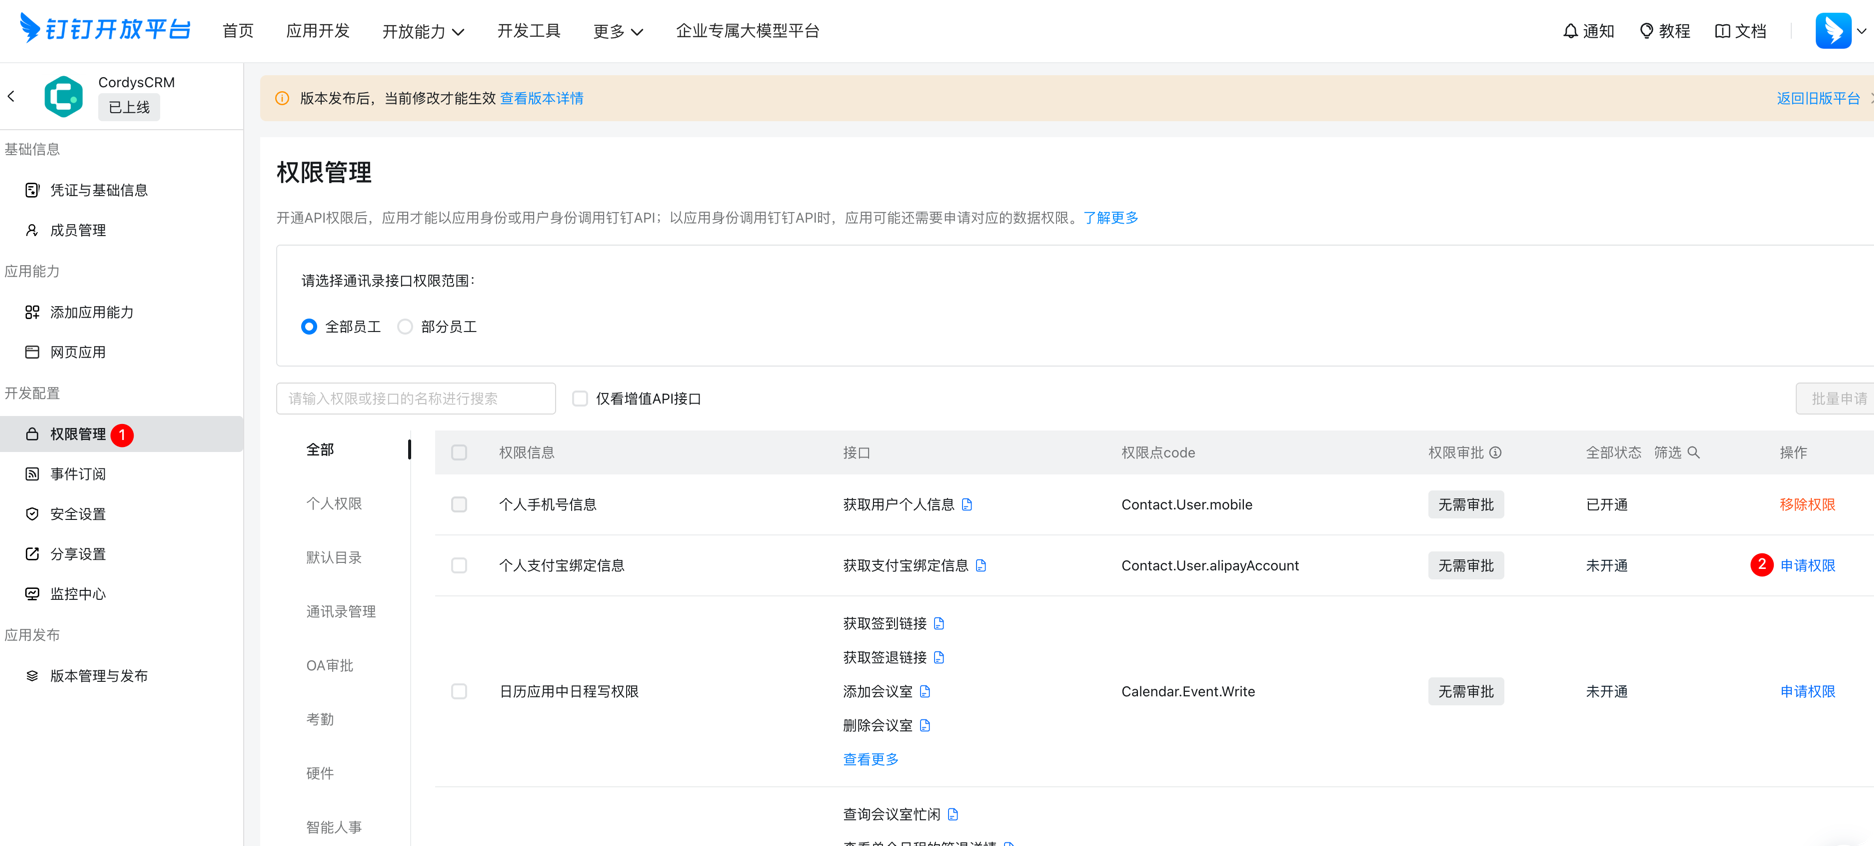 钉钉开放平台
首页
应用开发
开放能力
开发工具
更多
企业专属大模型平台
通知
教程
文档
CordysCRM
已上线
基础信息
凭证与基础信息
成员管理
应用能力
添加应用能力
网页应用
开发配置
权限管理 1
事件订阅
安全设置
分享设置
监控中心
应用发布
版本管理与发布
版本发布后，当前修改才能生效 查看版本详情
返回旧版平台
权限管理
开通API权限后，应用才能以应用身份或用户身份调用钉钉API；以应用身份调用钉钉API时，应用可能还需要申请对应的数据权限。了解更多
请选择通讯录接口权限范围：
全部员工 部分员工
请输入权限或接口的名称进行搜索
仅看增值API接口
批量申请
全部
个人权限
默认目录
通讯录管理
OA审批
考勤
硬件
智能人事
权限信息 接口 权限点code 权限审批 全部状态 筛选 操作
个人手机号信息 获取用户个人信息 Contact.User.mobile 无需审批 已开通 移除权限
个人支付宝绑定信息 获取支付宝绑定信息 Contact.User.alipayAccount 无需审批 未开通 2 申请权限
获取签到链接
获取签退链接
日历应用中日程写权限 添加会议室 Calendar.Event.Write 无需审批 未开通 申请权限
删除会议室
查看更多
查询会议室忙闲